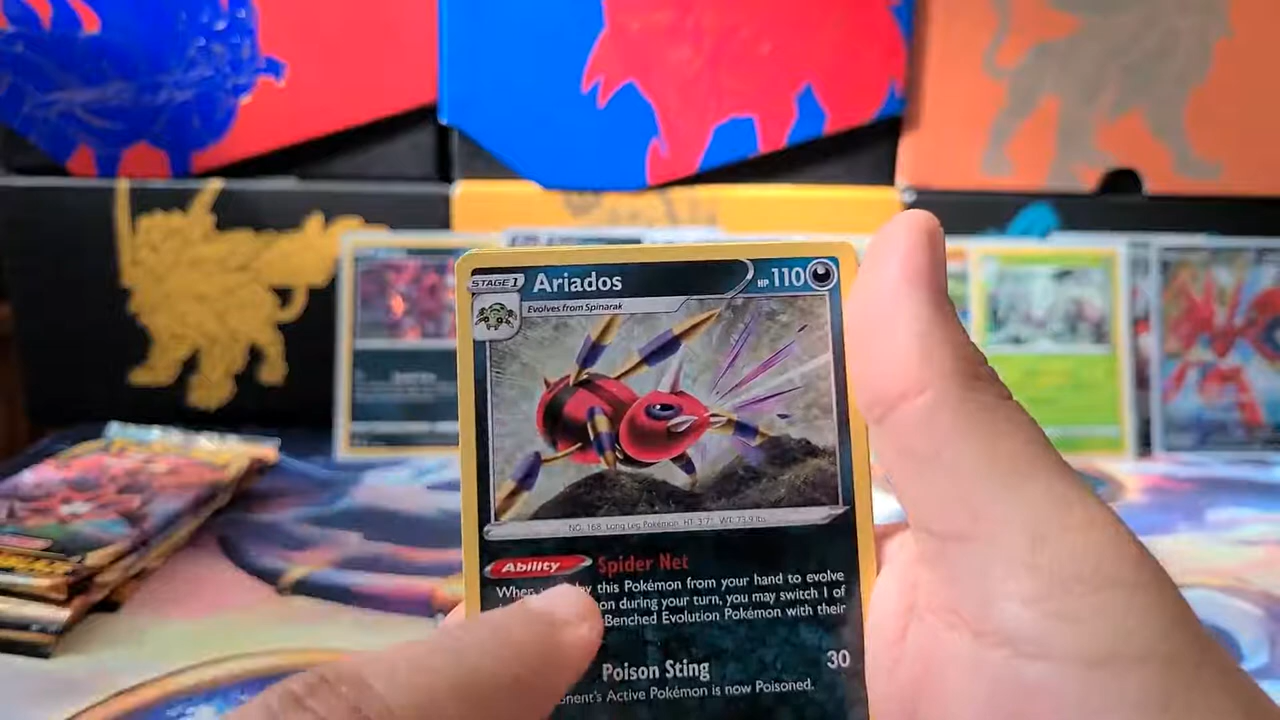 STAGE 1 Ariados HP 110
Evolves from Spinarak
NO. 168 Long Leg Pokémon HT: 3'7" WT: 73.9 lbs.
Ability Spider Net
When this Pokémon from your hand to evolve
during your turn, you may switch 1 of
Benched Evolution Pokémon with their
Poison Sting 30
Active Pokémon is now Poisoned.